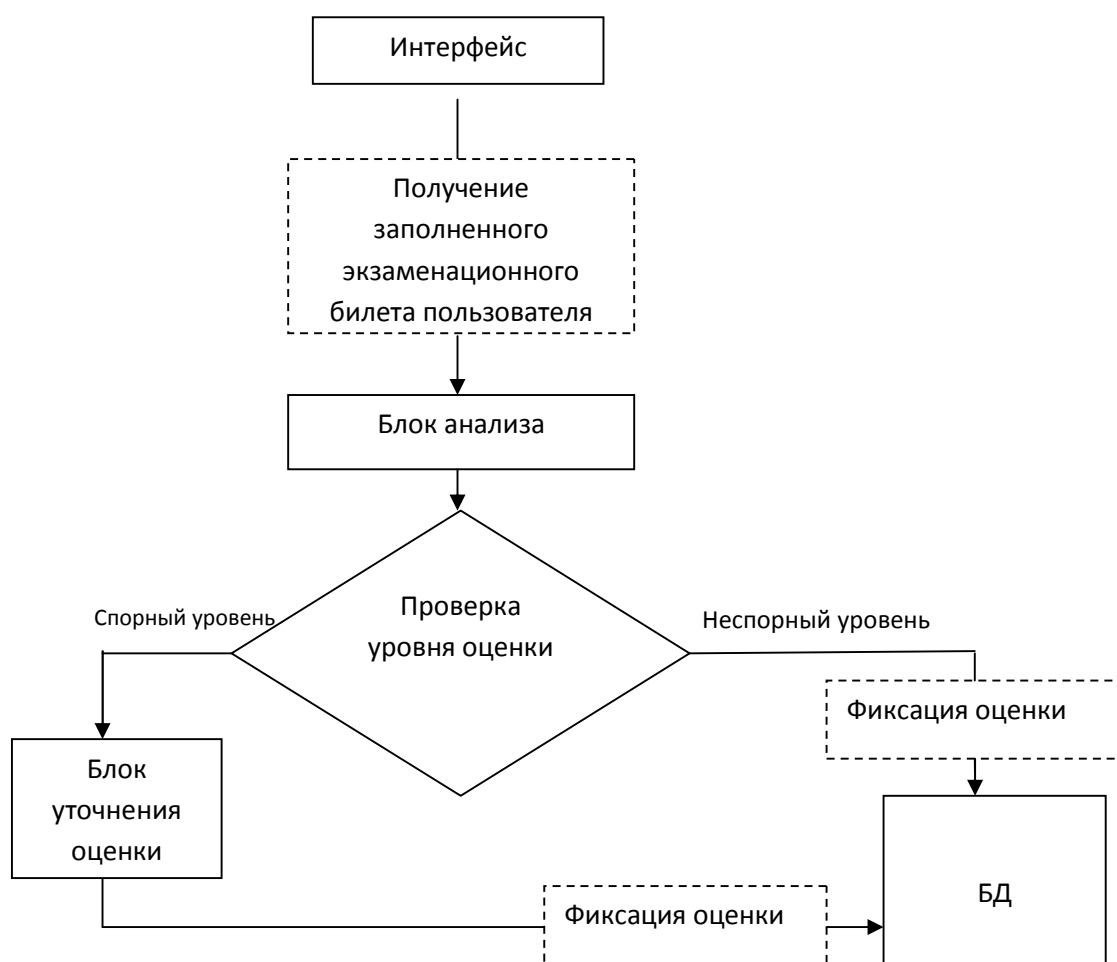 Интерфейс
Получение
заполненного
экзаменационного
билета пользователя
Блок анализа
Проверка
уровня оценки
Спорный уровень
Неспорный уровень
Фиксация оценки
Блок
уточнения
оценки
Фиксация оценки
БД